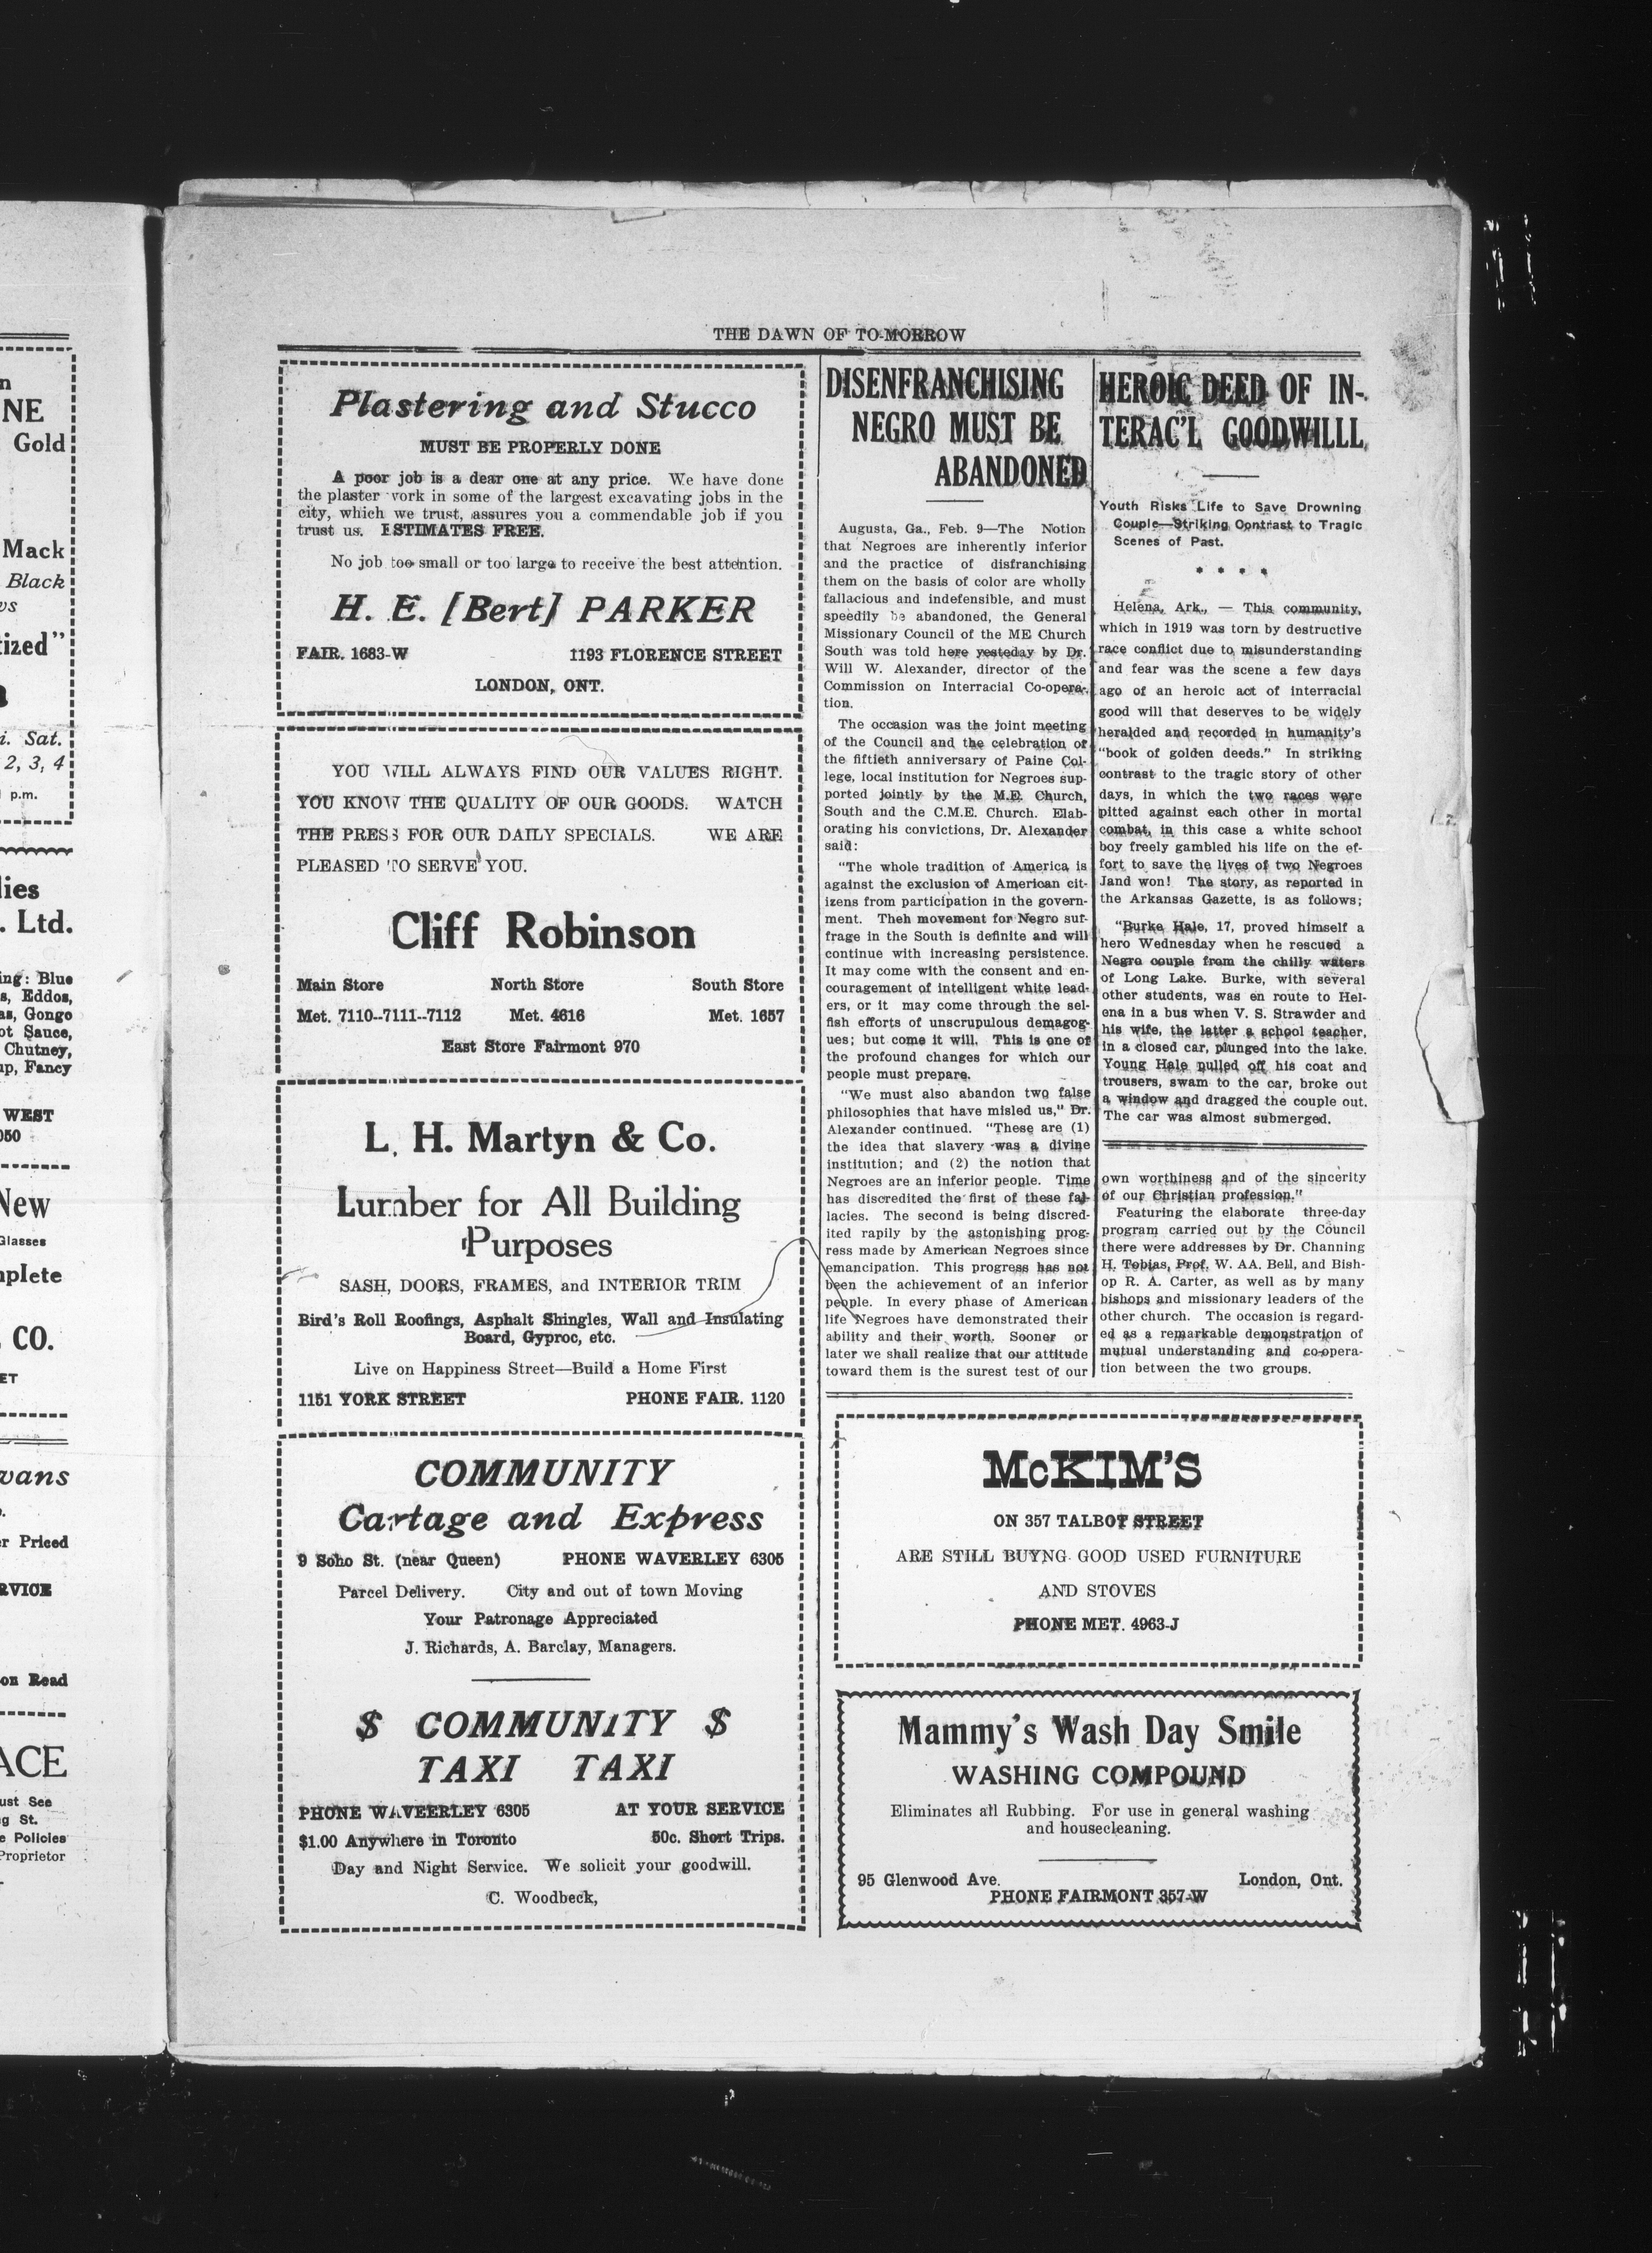 n
NE
Gold
Mack
Black
vs
tized"
a
i. Sat.
2, 3, 4
p.m.
lies
. Ltd.
ing: Blue
s, Eddos,
as, Gongo
ot Sauce,
Chutney,
up, Fancy
WEST
050
New
Glasses
mplete
CO.
ET
vans
r Priced
RVICE
on Read
ACE
ust See
g St.
e Policies
Proprietor
THE DAWN OF TO-MORROW
Plastering and Stucco
MUST BE PROPERLY DONE
A poor job is a dear one at any price. We have done
the plaster work in some of the largest excavating jobs in the
city, which we trust, assures you a commendable job if you
trust us. ESTIMATES FREE.
No job too small or too large to receive the best attention.
H. E. [Bert] PARKER
FAIR. 1683-W 1193 FLORENCE STREET
LONDON, ONT.
YOU WILL ALWAYS FIND OUR VALUES RIGHT.
YOU KNOW THE QUALITY OF OUR GOODS. WATCH
THE PRESS FOR OUR DAILY SPECIALS. WE ARE
PLEASED TO SERVE YOU.
Cliff Robinson
Main Store North Store South Store
Met. 7110--7111--7112 Met. 4616 Met. 1657
East Store Fairmont 970
L. H. Martyn & Co.
Lumber for All Building
Purposes
SASH, DOORS, FRAMES, and INTERIOR TRIM
Bird's Roll Roofings, Asphalt Shingles, Wall and Insulating
Board, Gyproc, etc.
Live on Happiness Street—Build a Home First
1151 YORK STREET PHONE FAIR. 1120
COMMUNITY
Cartage and Express
9 Soho St. (near Queen) PHONE WAVERLEY 6305
Parcel Delivery. City and out of town Moving
Your Patronage Appreciated
J. Richards, A. Barclay, Managers.
$ COMMUNITY $
TAXI TAXI
PHONE WAVEERLEY 6305 AT YOUR SERVICE
$1.00 Anywhere in Toronto 50c. Short Trips.
Day and Night Service. We solicit your goodwill.
C. Woodbeck,
DISENFRANCHISING
NEGRO MUST BE
ABANDONED
Augusta, Ga., Feb. 9—The Notion
that Negroes are inherently inferior
and the practice of disfranchising
them on the basis of color are wholly
fallacious and indefensible, and must
speedily be abandoned, the General
Missionary Council of the ME Church
South was told here yesteday by Dr.
Will W. Alexander, director of the
Commission on Interracial Co-opera-
tion.
The occasion was the joint meeting
of the Council and the celebration of
the fiftieth anniversary of Paine Col-
lege, local institution for Negroes sup-
ported jointly by the M.E. Church,
South and the C.M.E. Church. Elab-
orating his convictions, Dr. Alexander
said:
"The whole tradition of America is
against the exclusion of American cit-
izens from participation in the govern-
ment. Theh movement for Negro suf-
frage in the South is definite and will
continue with increasing persistence.
It may come with the consent and en-
couragement of intelligent white lead-
ers, or it may come through the sel-
fish efforts of unscrupulous demagog-
ues; but come it will. This is one of
the profound changes for which our
people must prepare.
"We must also abandon two false
philosophies that have misled us," Dr.
Alexander continued. "These are (1)
the idea that slavery was a divine
institution; and (2) the notion that
Negroes are an inferior people. Time
has discredited the first of these fal-
lacies. The second is being discred-
ited rapily by the astonishing prog-
ress made by American Negroes since
emancipation. This progress has not
been the achievement of an inferior
people. In every phase of American
life Negroes have demonstrated their
ability and their worth. Sooner or
later we shall realize that our attitude
toward them is the surest test of our
HEROIC DEED OF IN-
TERAC'L GOODWILLL
Youth Risks Life to Save Drowning
Couple—Striking Contrast to Tragic
Scenes of Past.
* * * *
Helena, Ark., — This community,
which in 1919 was torn by destructive
race conflict due to misunderstanding
and fear was the scene a few days
ago of an heroic act of interracial
good will that deserves to be widely
heralded and recorded in humanity's
"book of golden deeds." In striking
contrast to the tragic story of other
days, in which the two races were
pitted against each other in mortal
combat, in this case a white school
boy freely gambled his life on the ef-
fort to save the lives of two Negroes
Jand won! The story, as reported in
the Arkansas Gazette, is as follows;
"Burke Hale, 17, proved himself a
hero Wednesday when he rescued a
Negro couple from the chilly waters
of Long Lake. Burke, with several
other students, was en route to Hel-
ena in a bus when V. S. Strawder and
his wife, the latter a school teacher,
in a closed car, plunged into the lake.
Young Hale pulled off his coat and
trousers, swam to the car, broke out
a window and dragged the couple out.
The car was almost submerged.
own worthiness and of the sincerity
of our Christian profession."
Featuring the elaborate three-day
program carried out by the Council
there were addresses by Dr. Channing
H. Tobias, Prof. W. AA. Bell, and Bish-
op R. A. Carter, as well as by many
bishops and missionary leaders of the
other church. The occasion is regard-
ed as a remarkable demonstration of
mutual understanding and co-opera-
tion between the two groups.
McKIM'S
ON 357 TALBOT STREET
ARE STILL BUYNG GOOD USED FURNITURE
AND STOVES
PHONE MET. 4963-J
Mammy's Wash Day Smile
WASHING COMPOUND
Eliminates all Rubbing. For use in general washing
and housecleaning.
95 Glenwood Ave. London, Ont.
PHONE FAIRMONT 357-W